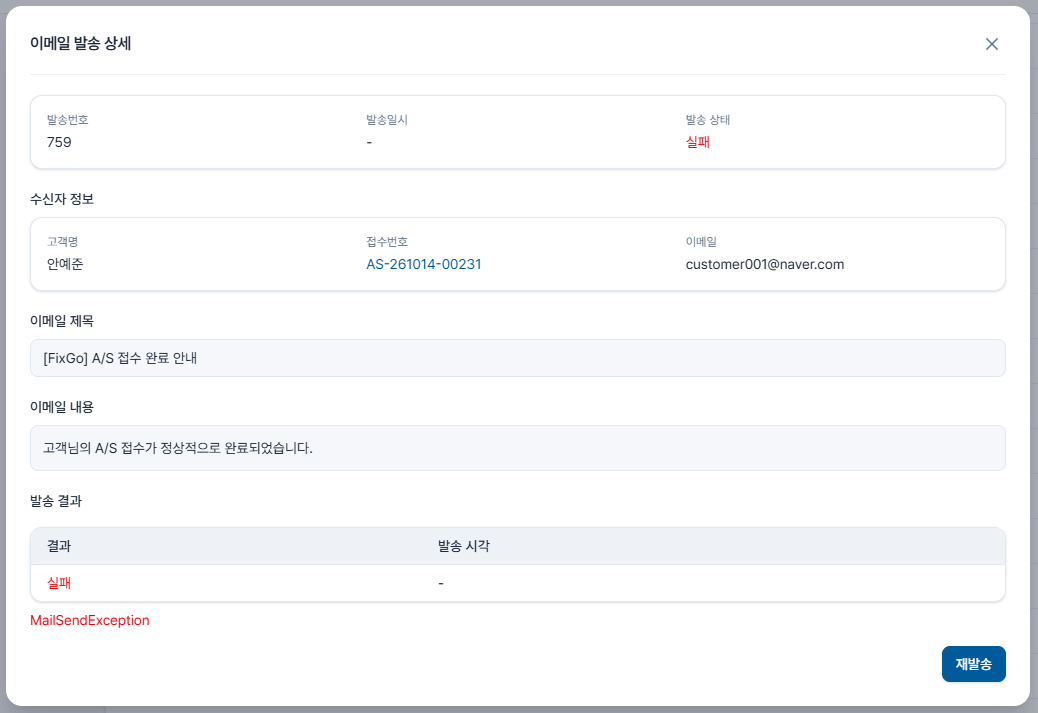 이메일 발송 상세
발송번호 발송일시 발송 상태
759 - 실패
수신자 정보
고객명 접수번호 이메일
안예준 AS-261014-00231 customer001@naver.com
이메일 제목
[FixGo] A/S 접수 완료 안내
이메일 내용
고객님의 A/S 접수가 정상적으로 완료되었습니다.
발송 결과
결과 발송 시각
실패 -
MailSendException
재발송